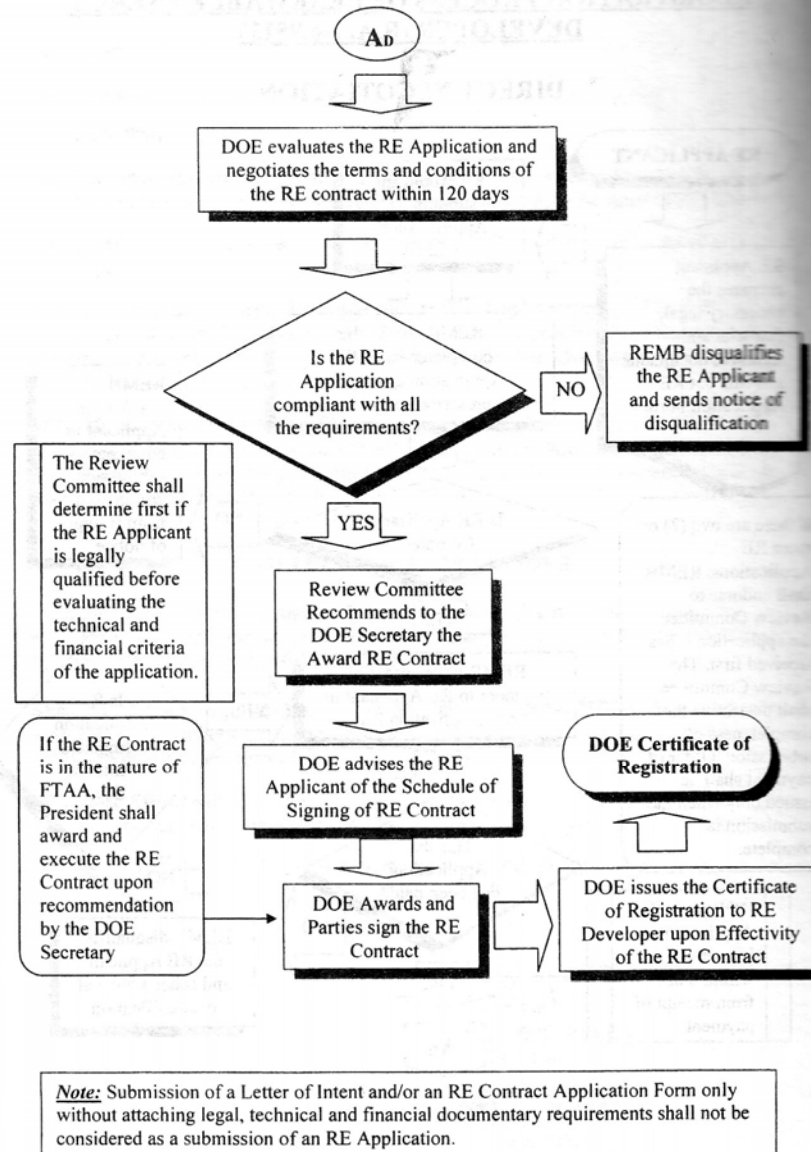 AD
DOE evaluates the RE Application and
negotiates the terms and conditions of
the RE contract within 120 days
Is the RE
Application
compliant with all
the requirements?
NO
REMB disqualifies
the RE Applicant
and sends notice of
disqualification
The Review
Committee shall
determine first if
the RE Applicant
is legally
qualified before
evaluating the
technical and
financial criteria
of the application.
YES
Review Committee
Recommends to the
DOE Secretary the
Award RE Contract
If the RE Contract
is in the nature of
FTAA, the
President shall
award and
execute the RE
Contract upon
recommendation
by the DOE
Secretary
DOE advises the RE
Applicant of the Schedule of
Signing of RE Contract
DOE Certificate of
Registration
DOE Awards and
Parties sign the RE
Contract
DOE issues the Certificate
of Registration to RE
Developer upon Effectivity
of the RE Contract
Note: Submission of a Letter of Intent and/or an RE Contract Application Form only
without attaching legal, technical and financial documentary requirements shall not be
considered as a submission of an RE Application.